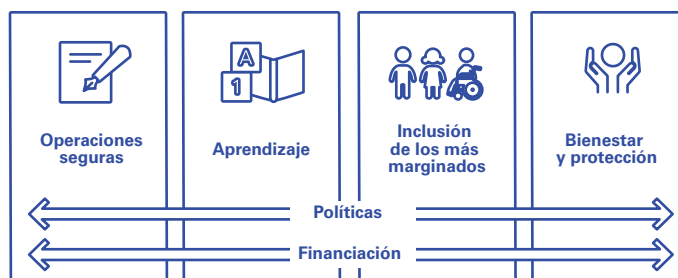 A
1
Operaciones
seguras
Aprendizaje
Inclusión
de los más
marginados
Bienestar
y protección
Políticas
Financiación